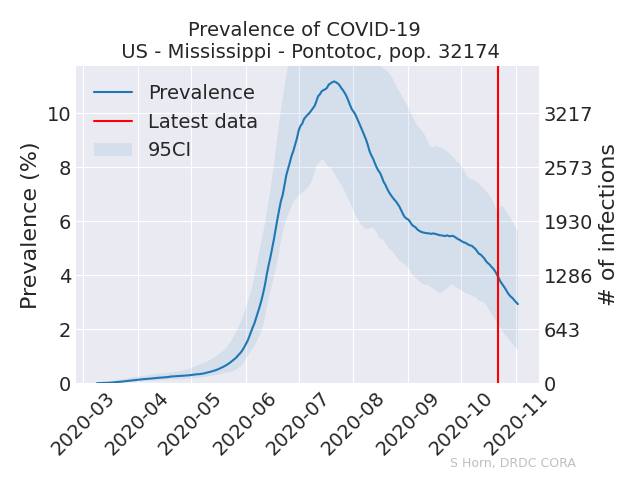 Prevalence of COVID-19
US - Mississippi - Pontotoc, pop. 32174
Prevalence
Latest data
95CI
Prevalence (%)
10
8
6
4
2
0
3217
2573
1930
1286
643
0
# of infections
2020-03
2020-04
2020-05
2020-06
2020-07
2020-08
2020-09
2020-10
2020-11
S Horn, DRDC CORA